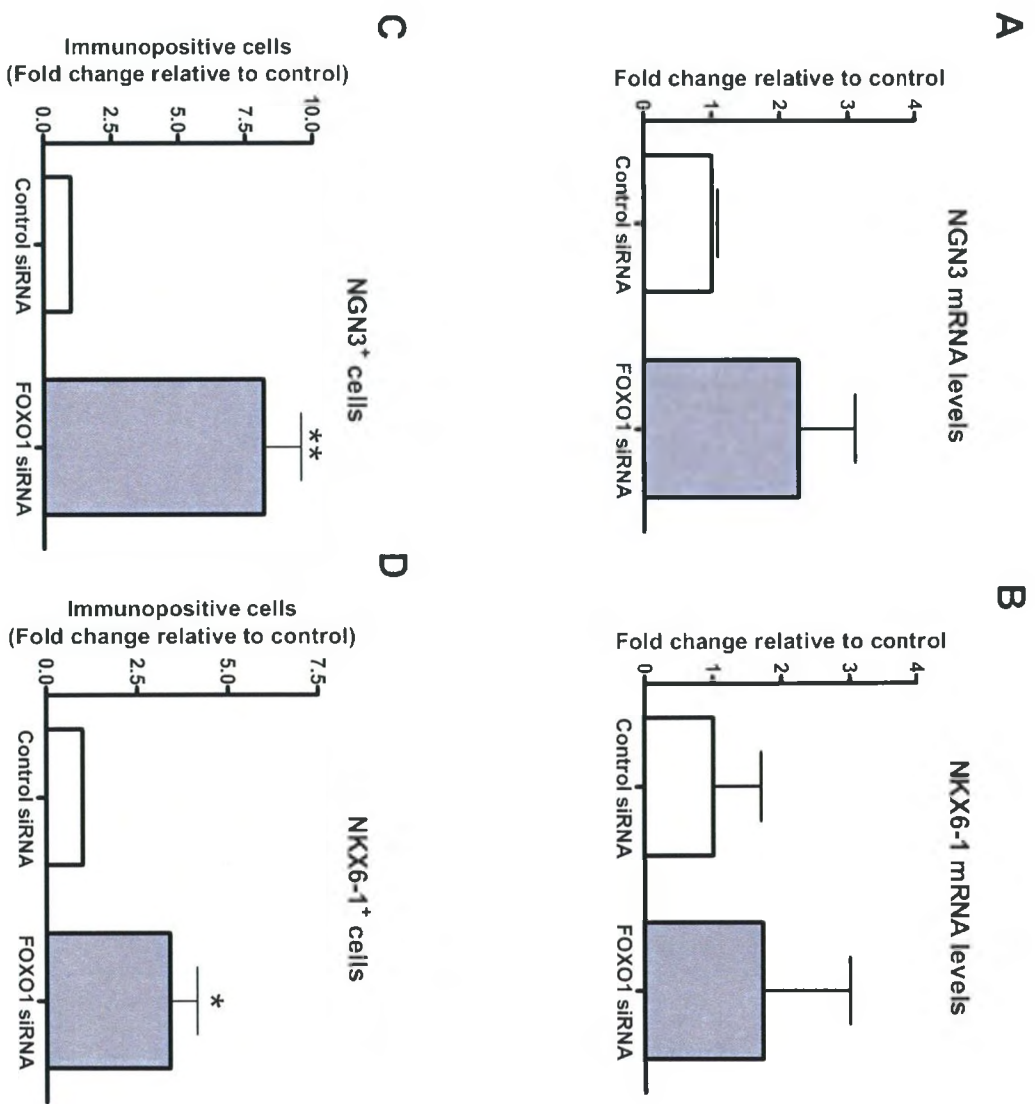 A
NGN3 mRNA levels
Fold change relative to control
4
3
2
1
0
Control siRNA
FOXO1 siRNA
B
NKX6-1 mRNA levels
Fold change relative to control
4
3
2
1
0
Control siRNA
FOXO1 siRNA
C
NGN3⁺ cells
Immunopositive cells
(Fold change relative to control)
10.0
7.5
5.0
2.5
0.0
**
Control siRNA
FOXO1 siRNA
D
NKX6-1⁺ cells
Immunopositive cells
(Fold change relative to control)
7.5
5.0
2.5
0.0
*
Control siRNA
FOXO1 siRNA